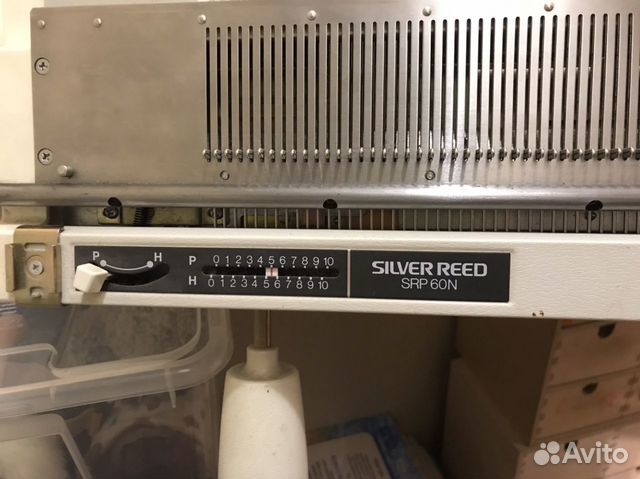 P H
P 0 1 2 3 4 5 6 7 8 9 10
H 0 1 2 3 4 5 6 7 8 9 10
SILVER REED
SRP 60N
Avito